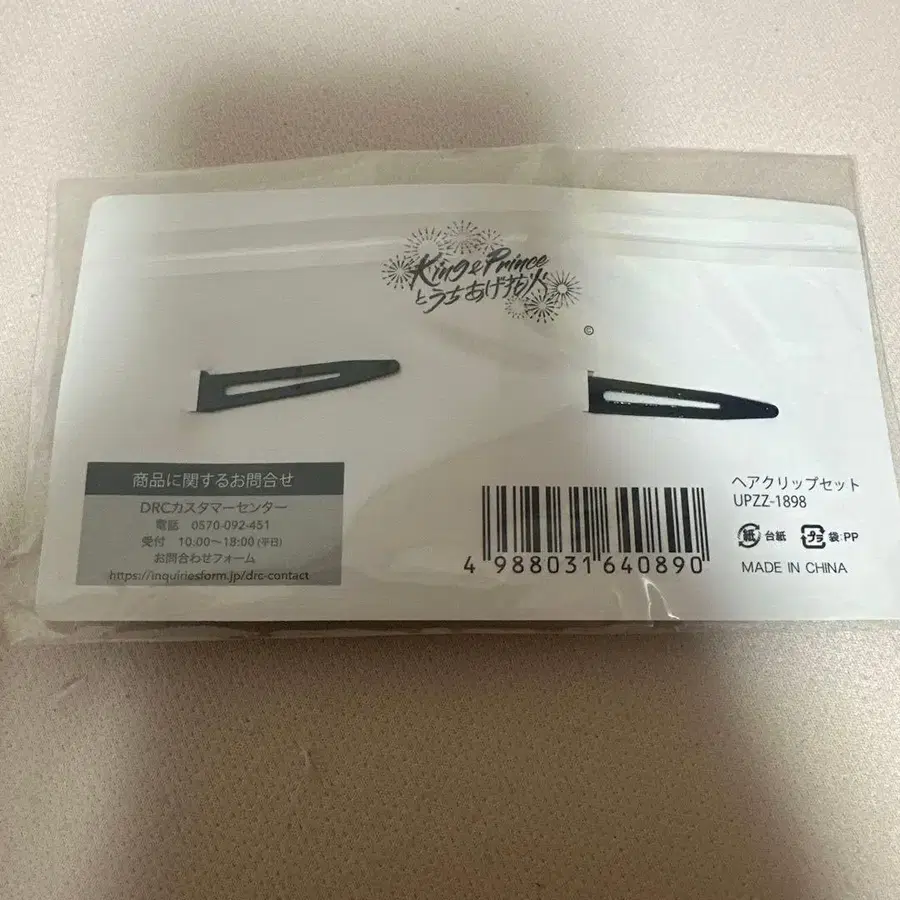 King & Prince
とうちあげ花火
©
商品に関するお問合せ
DRCカスタマーセンター
電話 0570-092-451
受付 10:00〜18:00 (平日)
お問合わせフォーム
https://inquiriesform.jp/drc-contact
4 988031 640890
ヘアクリップセット
UPZZ-1898
紙 台紙 プラ 袋:PP
MADE IN CHINA